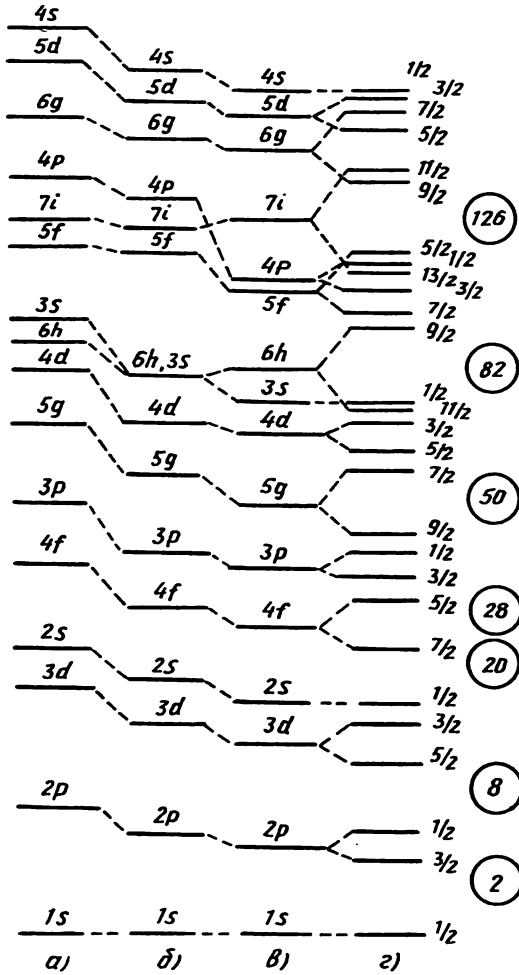 4s
5d 4s 4s 1/2
5d 5d 3/2
6g 6g 6g 7/2
5/2
4p 4p 11/2
7i 7i 7i 9/2
126
5f 5f 4p 5/2 1/2
5f 13/2 3/2
3s 7/2
6h 6h 9/2
4d 6h,3s 3s 82
4d 4d 1/2
11/2
3/2
5g 5g 5g 5/2
7/2
50
3p 3p 3p 9/2
1/2
3/2
4f 4f 4f 5/2
28
7/2
2s 2s 2s 20
3d 3d 3d 1/2
3/2
5/2
8
2p 2p 2p 1/2
3/2
2
1s 1s 1s 1/2
а) б) в) г)